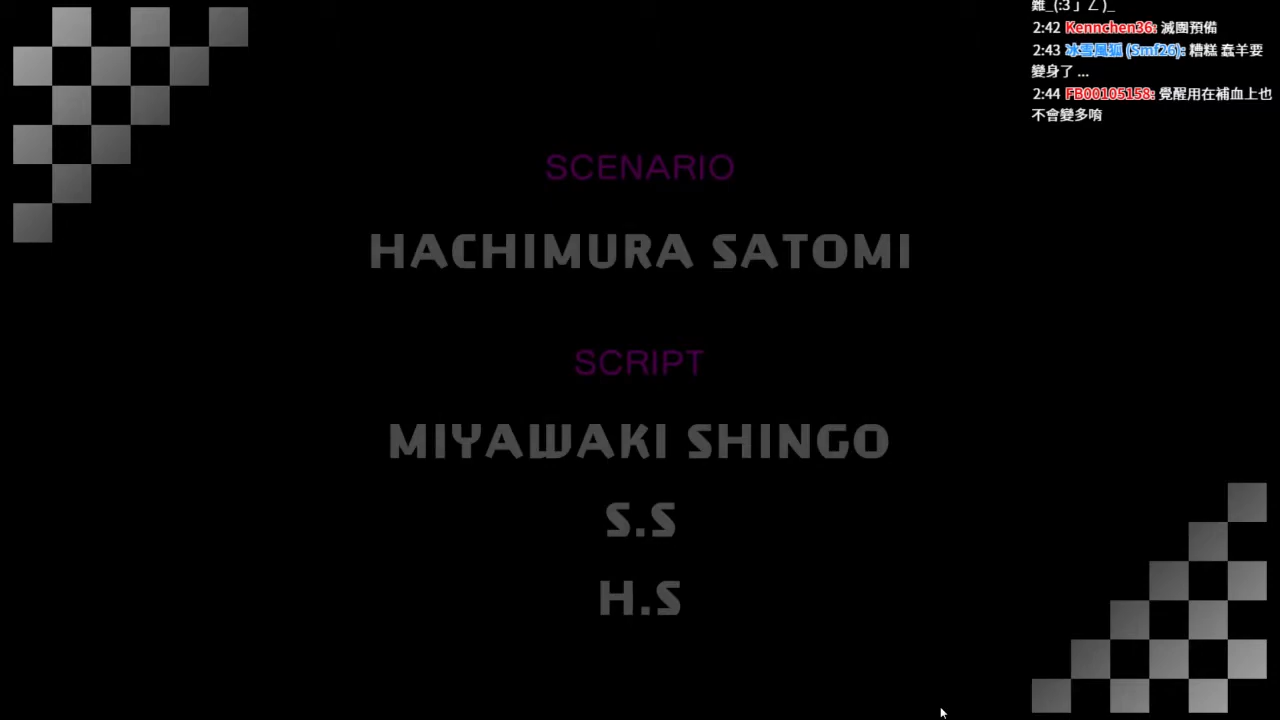 難_(:3 」∠ )_
2:42 Kennchen36: 滅團預備
2:43 冰雪風狐 (Smf26): 糟糕 蠢羊要
變身了 ...
2:44 FB00105158: 覺醒用在補血上也
不會變多唷
SCENARIO
HACHIMURA SATOMI
SCRIPT
MIYAWAKI SHINGO
S.S
H.S